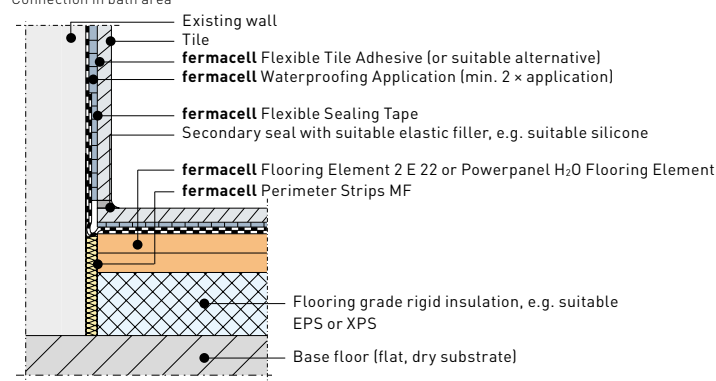 Connection in bath area
Existing wall
Tile
fermacell Flexible Tile Adhesive (or suitable alternative)
fermacell Waterproofing Application (min. 2 × application)
fermacell Flexible Sealing Tape
Secondary seal with suitable elastic filler, e.g. suitable silicone
fermacell Flooring Element 2 E 22 or Powerpanel H₂O Flooring Element
fermacell Perimeter Strips MF
Flooring grade rigid insulation, e.g. suitable
EPS or XPS
Base floor (flat, dry substrate)